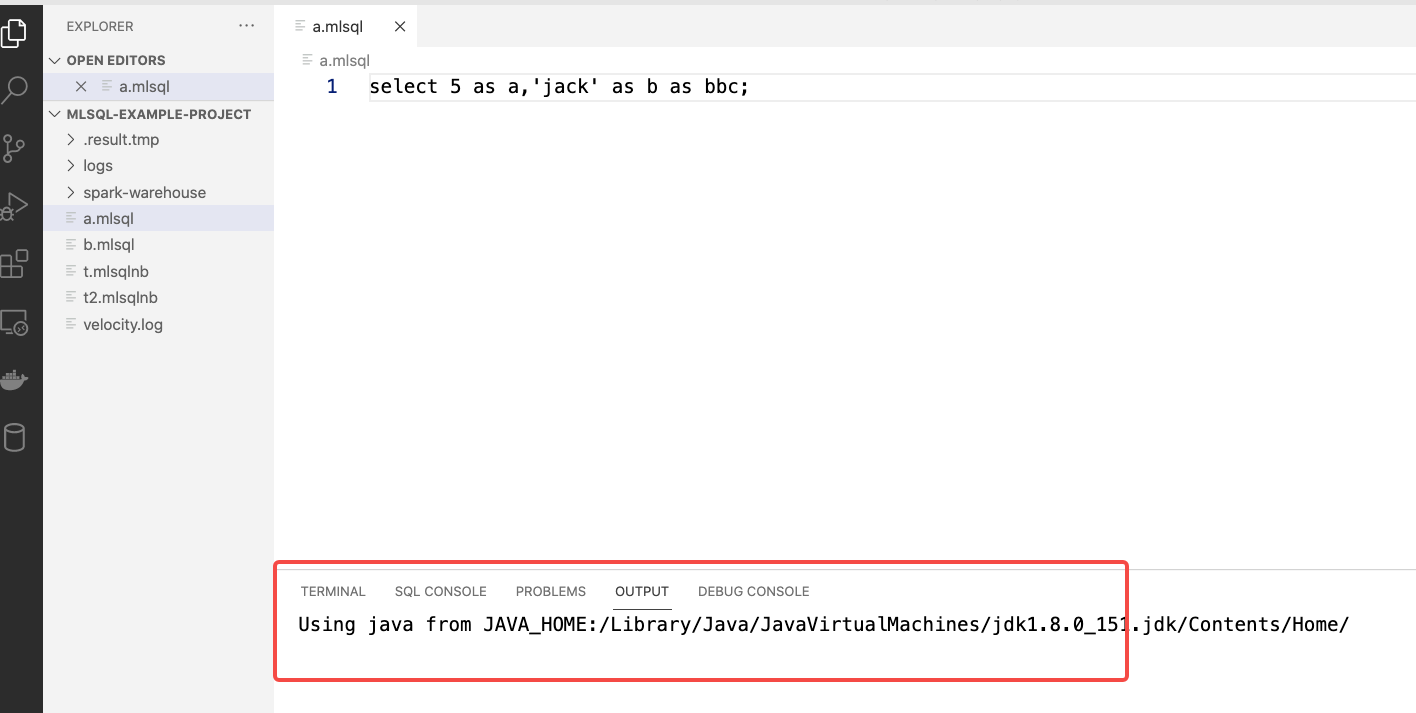 EXPLORER
OPEN EDITORS
a.mlsql
MLSQL-EXAMPLE-PROJECT
.result.tmp
logs
spark-warehouse
a.mlsql
b.mlsql
t.mlsqlnb
t2.mlsqlnb
velocity.log
a.mlsql
a.mlsql
1 select 5 as a,'jack' as b as bbc;
TERMINAL SQL CONSOLE PROBLEMS OUTPUT DEBUG CONSOLE
Using java from JAVA_HOME:/Library/Java/JavaVirtualMachines/jdk1.8.0_151.jdk/Contents/Home/